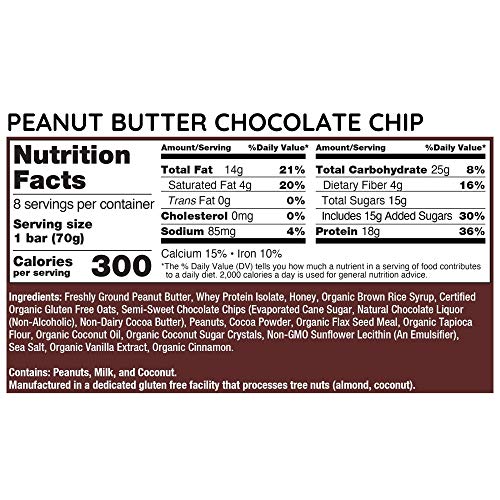 PEANUT BUTTER CHOCOLATE CHIP
Nutrition
Facts
8 servings per container
Serving size
1 bar (70g)
Calories
per serving
300
Amount/Serving %Daily Value*
Total Fat 14g 21%
Saturated Fat 4g 20%
Trans Fat 0g 0%
Cholesterol 0mg 0%
Sodium 85mg 4%
Amount/Serving %Daily Value*
Total Carbohydrate 25g 8%
Dietary Fiber 4g 16%
Total Sugars 15g
Includes 15g Added Sugars 30%
Protein 18g 36%
Calcium 15% • Iron 10%
*The % Daily Value (DV) tells you how much a nutrient in a serving of food contributes
to a daily diet. 2,000 calories a day is used for general nutrition advice.
Ingredients: Freshly Ground Peanut Butter, Whey Protein Isolate, Honey, Organic Brown Rice Syrup, Certified
Organic Gluten Free Oats, Semi-Sweet Chocolate Chips (Evaporated Cane Sugar, Natural Chocolate Liquor
(Non-Alcoholic), Non-Dairy Cocoa Butter), Peanuts, Cocoa Powder, Organic Flax Seed Meal, Organic Tapioca
Flour, Organic Coconut Oil, Organic Coconut Sugar Crystals, Non-GMO Sunflower Lecithin (An Emulsifier),
Sea Salt, Organic Vanilla Extract, Organic Cinnamon.
Contains: Peanuts, Milk, and Coconut.
Manufactured in a dedicated gluten free facility that processes tree nuts (almond, coconut).